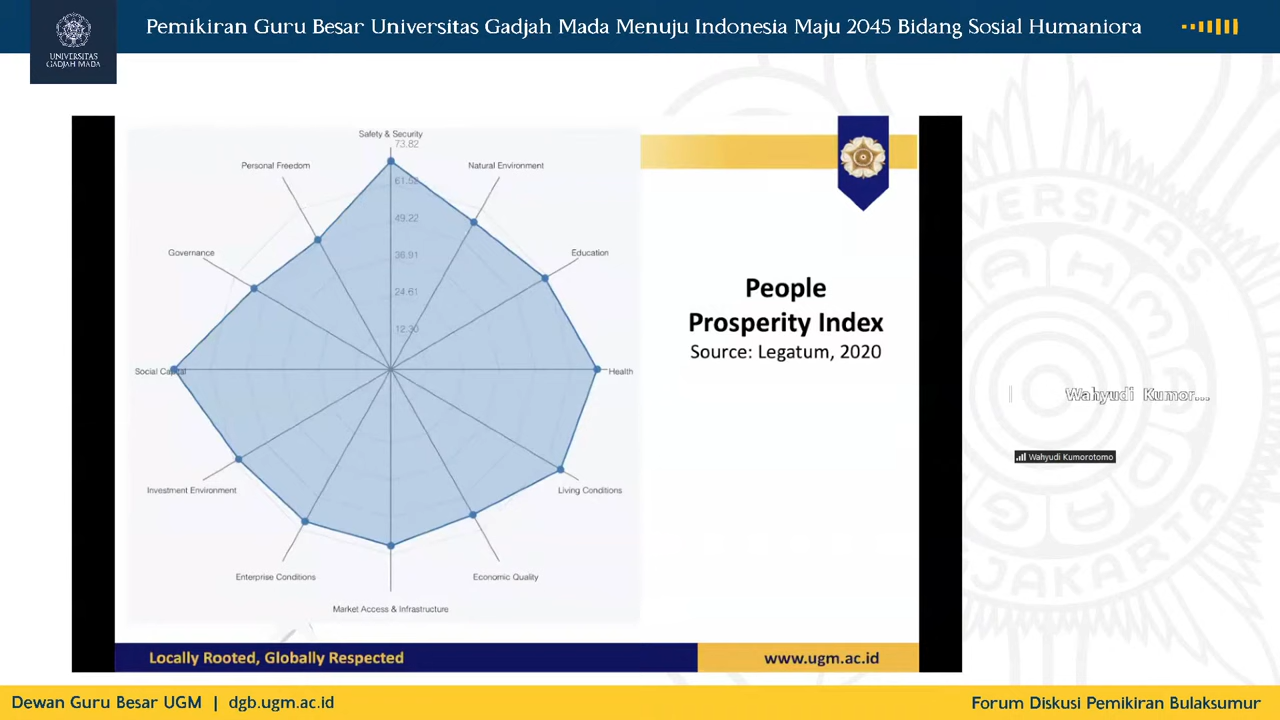 Pemikiran Guru Besar Universitas Gadjah Mada Menuju Indonesia Maju 2045 Bidang Sosial Humaniora
UNIVERSITAS
GADJAH MADA
Safety & Security
73.82
Personal Freedom
Natural Environment
61.52
49.22
Governance
Education
36.91
24.61
12.30
Social Capital
Health
Investment Environment
Living Conditions
Enterprise Conditions
Economic Quality
Market Access & Infrastructure
People
Prosperity Index
Source: Legatum, 2020
Wahyudi Kumor...
Wahyudi Kumorotomo
Locally Rooted, Globally Respected
www.ugm.ac.id
Dewan Guru Besar UGM | dgb.ugm.ac.id
Forum Diskusi Pemikiran Bulaksumur